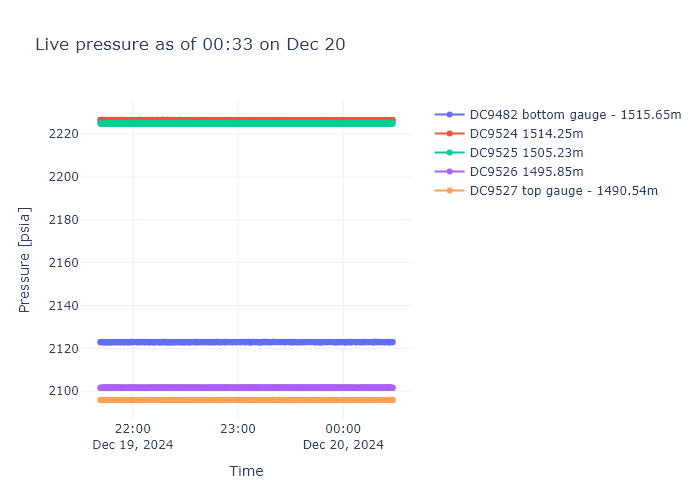 Live pressure as of 00:33 on Dec 20
DC9482 bottom gauge - 1515.65m
DC9524 1514.25m
DC9525 1505.23m
DC9526 1495.85m
DC9527 top gauge - 1490.54m
Pressure [psia]
2220
2200
2180
2160
2140
2120
2100
22:00
Dec 19, 2024
23:00
00:00
Dec 20, 2024
Time